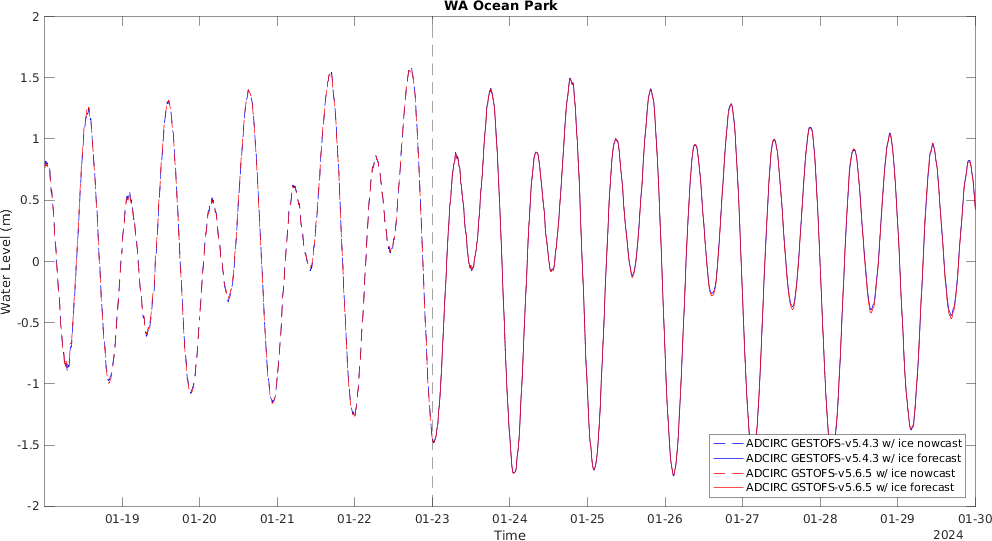 WA Ocean Park
2
1.5
1
0.5
0
-0.5
-1
-1.5
-2
Water Level (m)
ADCIRC GESTOFS-v5.4.3 w/ ice nowcast
ADCIRC GESTOFS-v5.4.3 w/ ice forecast
ADCIRC GSTOFS-v5.6.5 w/ ice nowcast
ADCIRC GSTOFS-v5.6.5 w/ ice forecast
01-19 01-20 01-21 01-22 01-23 01-24 01-25 01-26 01-27 01-28 01-29 01-30
Time
2024